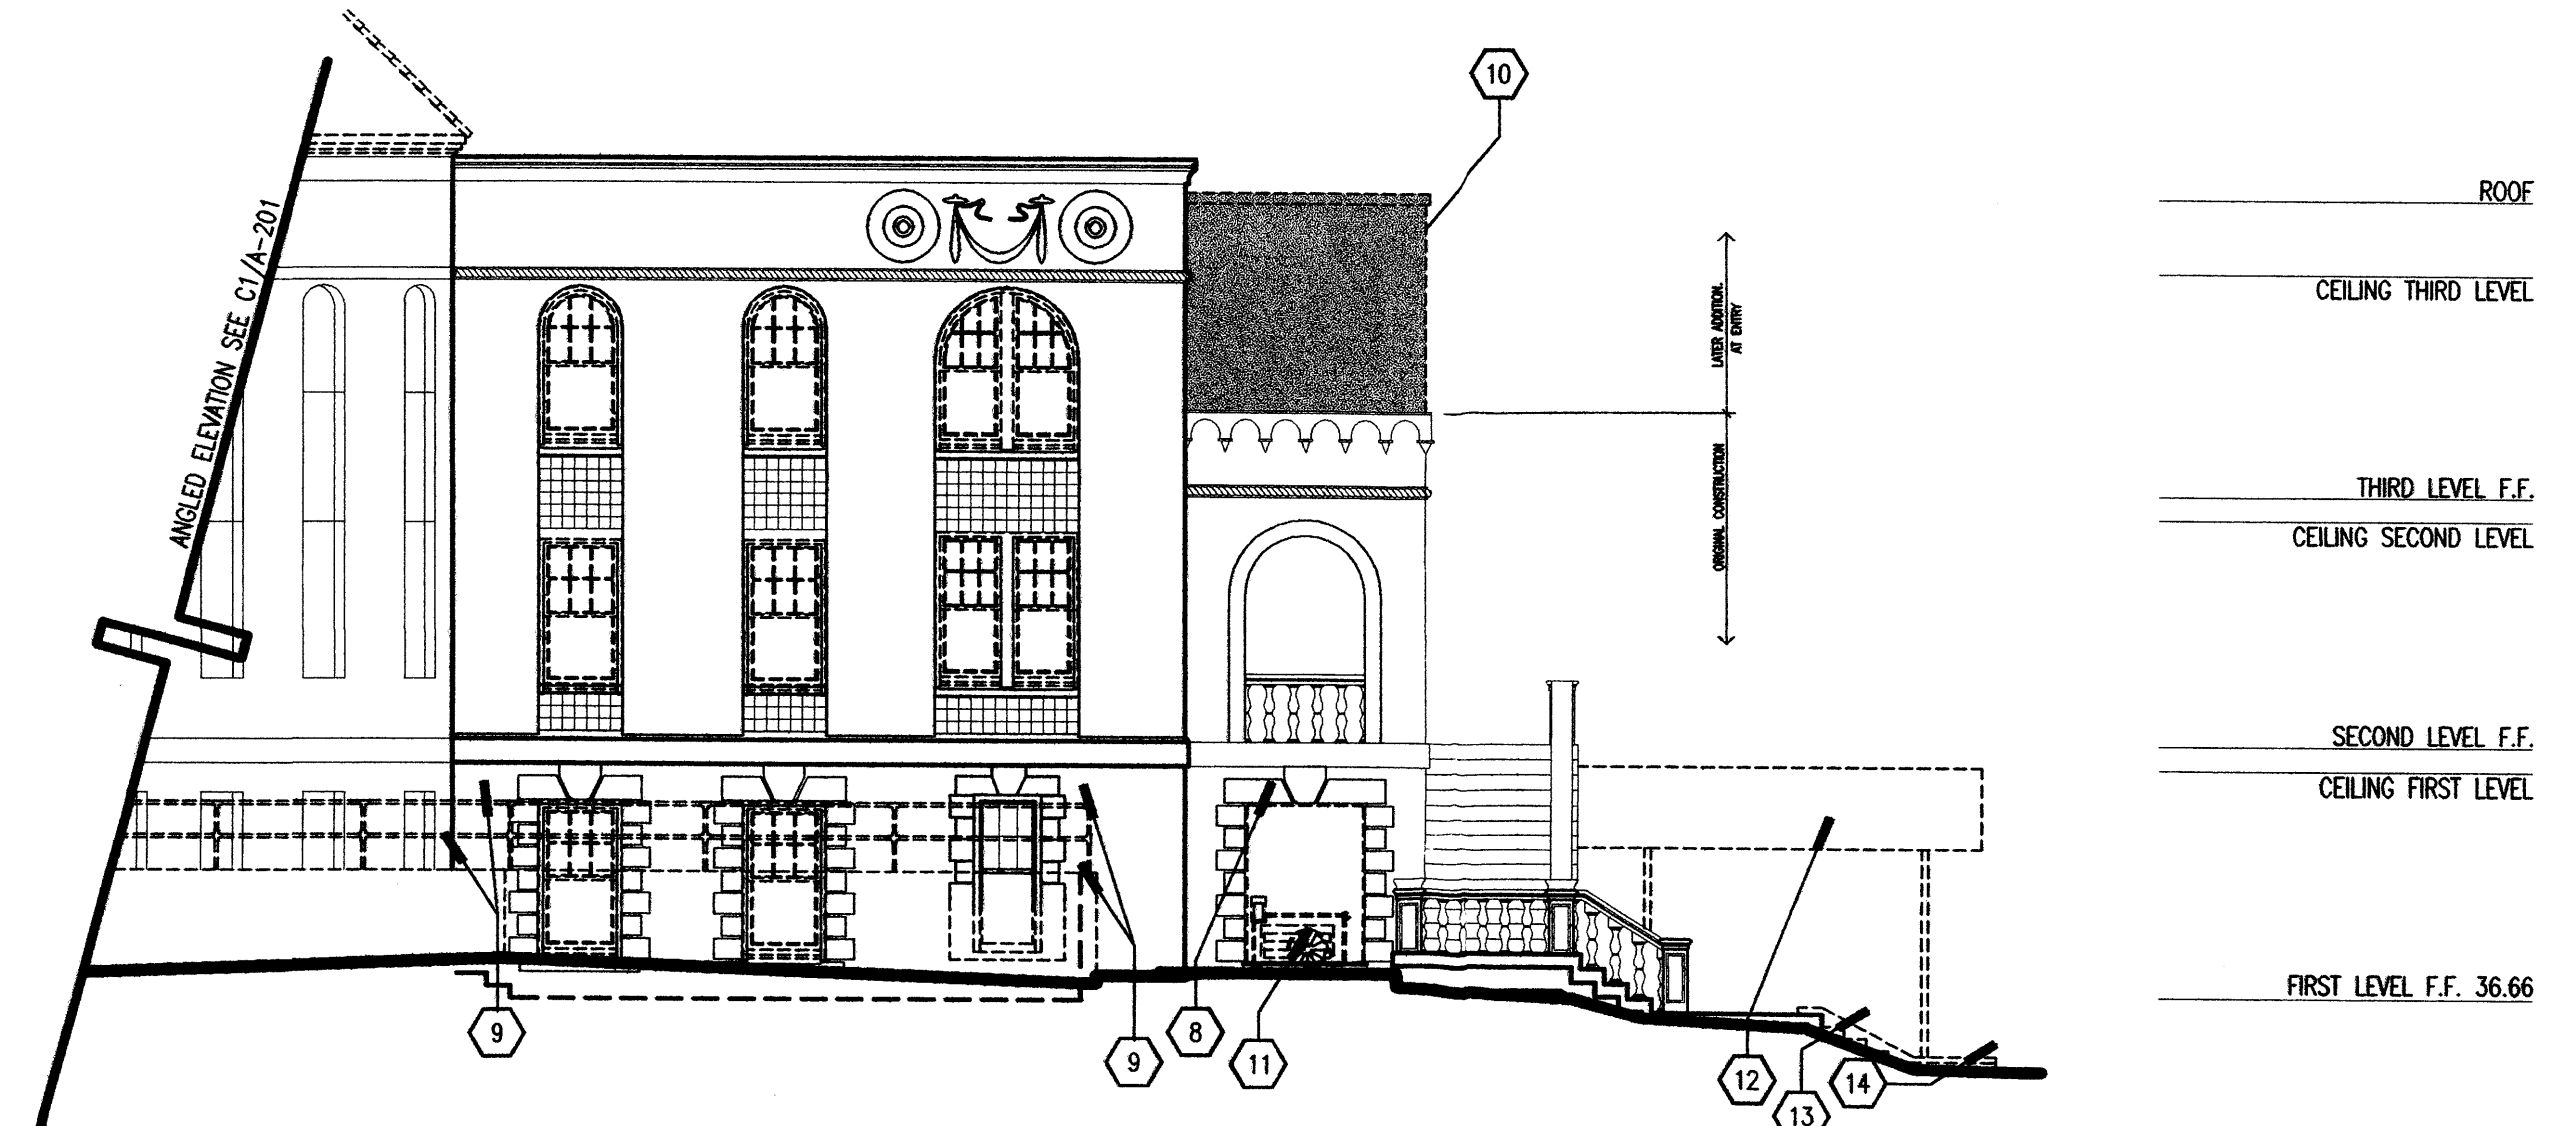 10
ROOF
CEILING THIRD LEVEL
ANGLED ELEVATION SEE C1/A-201
LATER ADDITION.
AT ENTRY
ORIGINAL CONSTRUCTION
THIRD LEVEL F.F.
CEILING SECOND LEVEL
SECOND LEVEL F.F.
CEILING FIRST LEVEL
FIRST LEVEL F.F. 36.66
9
9
8
11
12
13
14